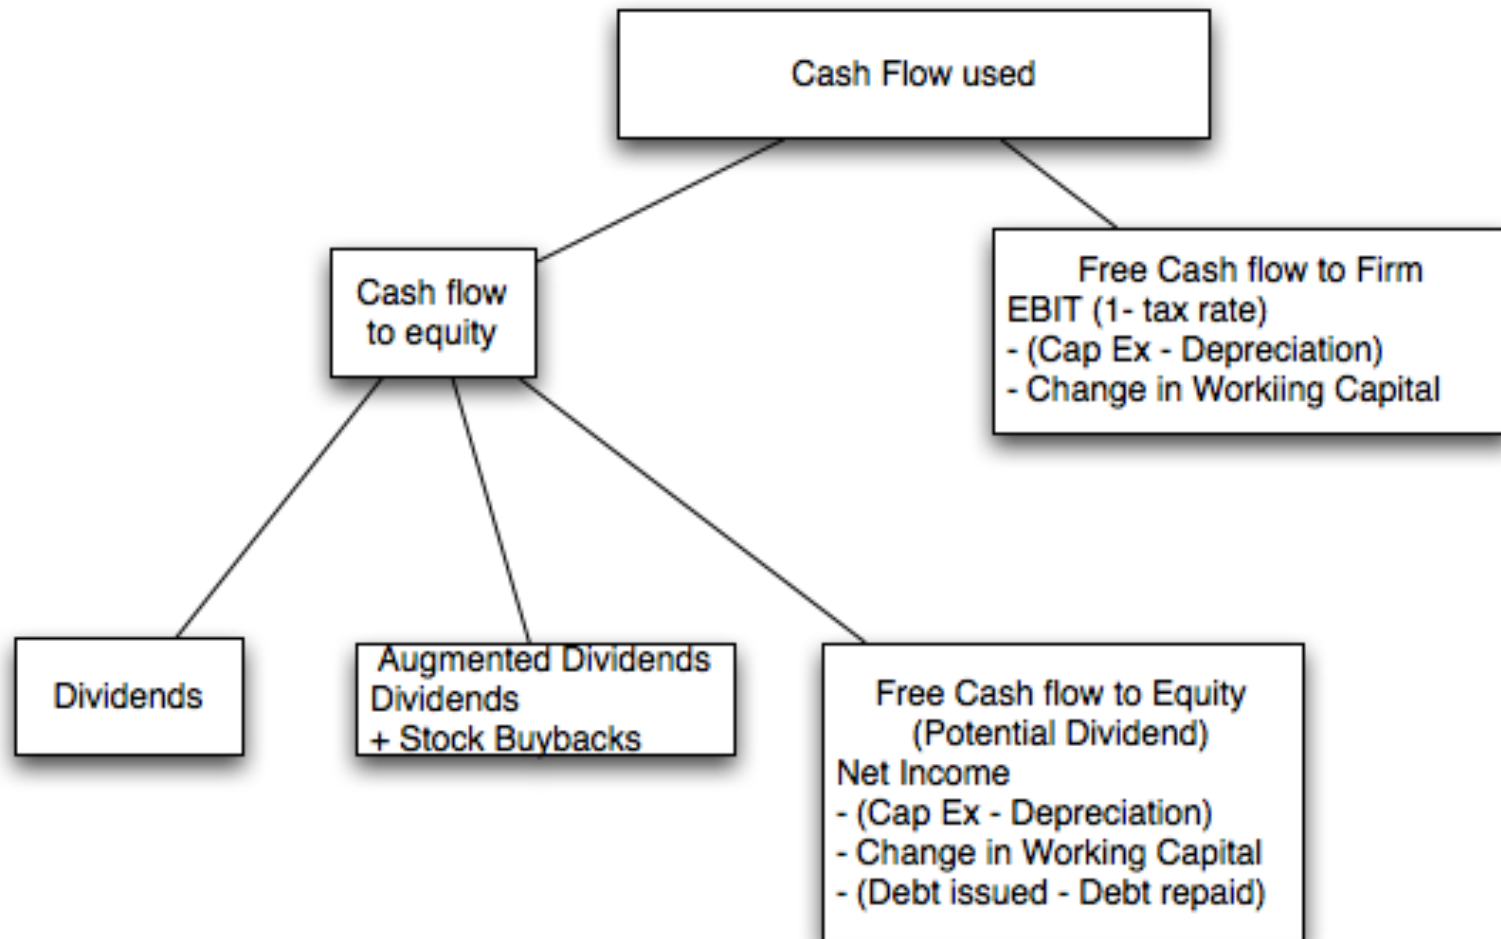 Cash Flow used
Cash flow
to equity
Free Cash flow to Firm
EBIT (1- tax rate)
- (Cap Ex - Depreciation)
- Change in Workiing Capital
Dividends
Augmented Dividends
Dividends
+ Stock Buybacks
Free Cash flow to Equity
(Potential Dividend)
Net Income
- (Cap Ex - Depreciation)
- Change in Working Capital
- (Debt issued - Debt repaid)